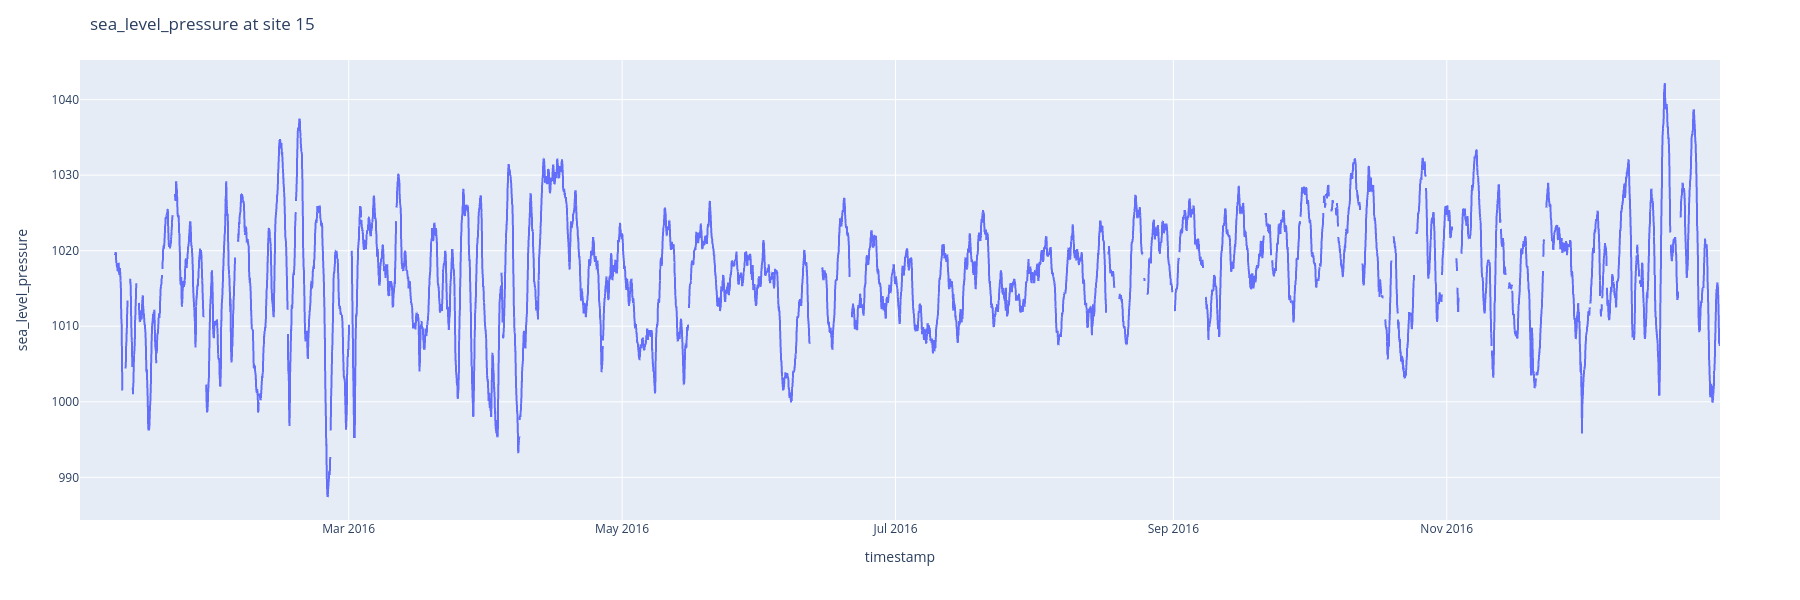 sea_level_pressure at site 15
sea_level_pressure
1040
1030
1020
1010
1000
990
Mar 2016
May 2016
Jul 2016
Sep 2016
Nov 2016
timestamp